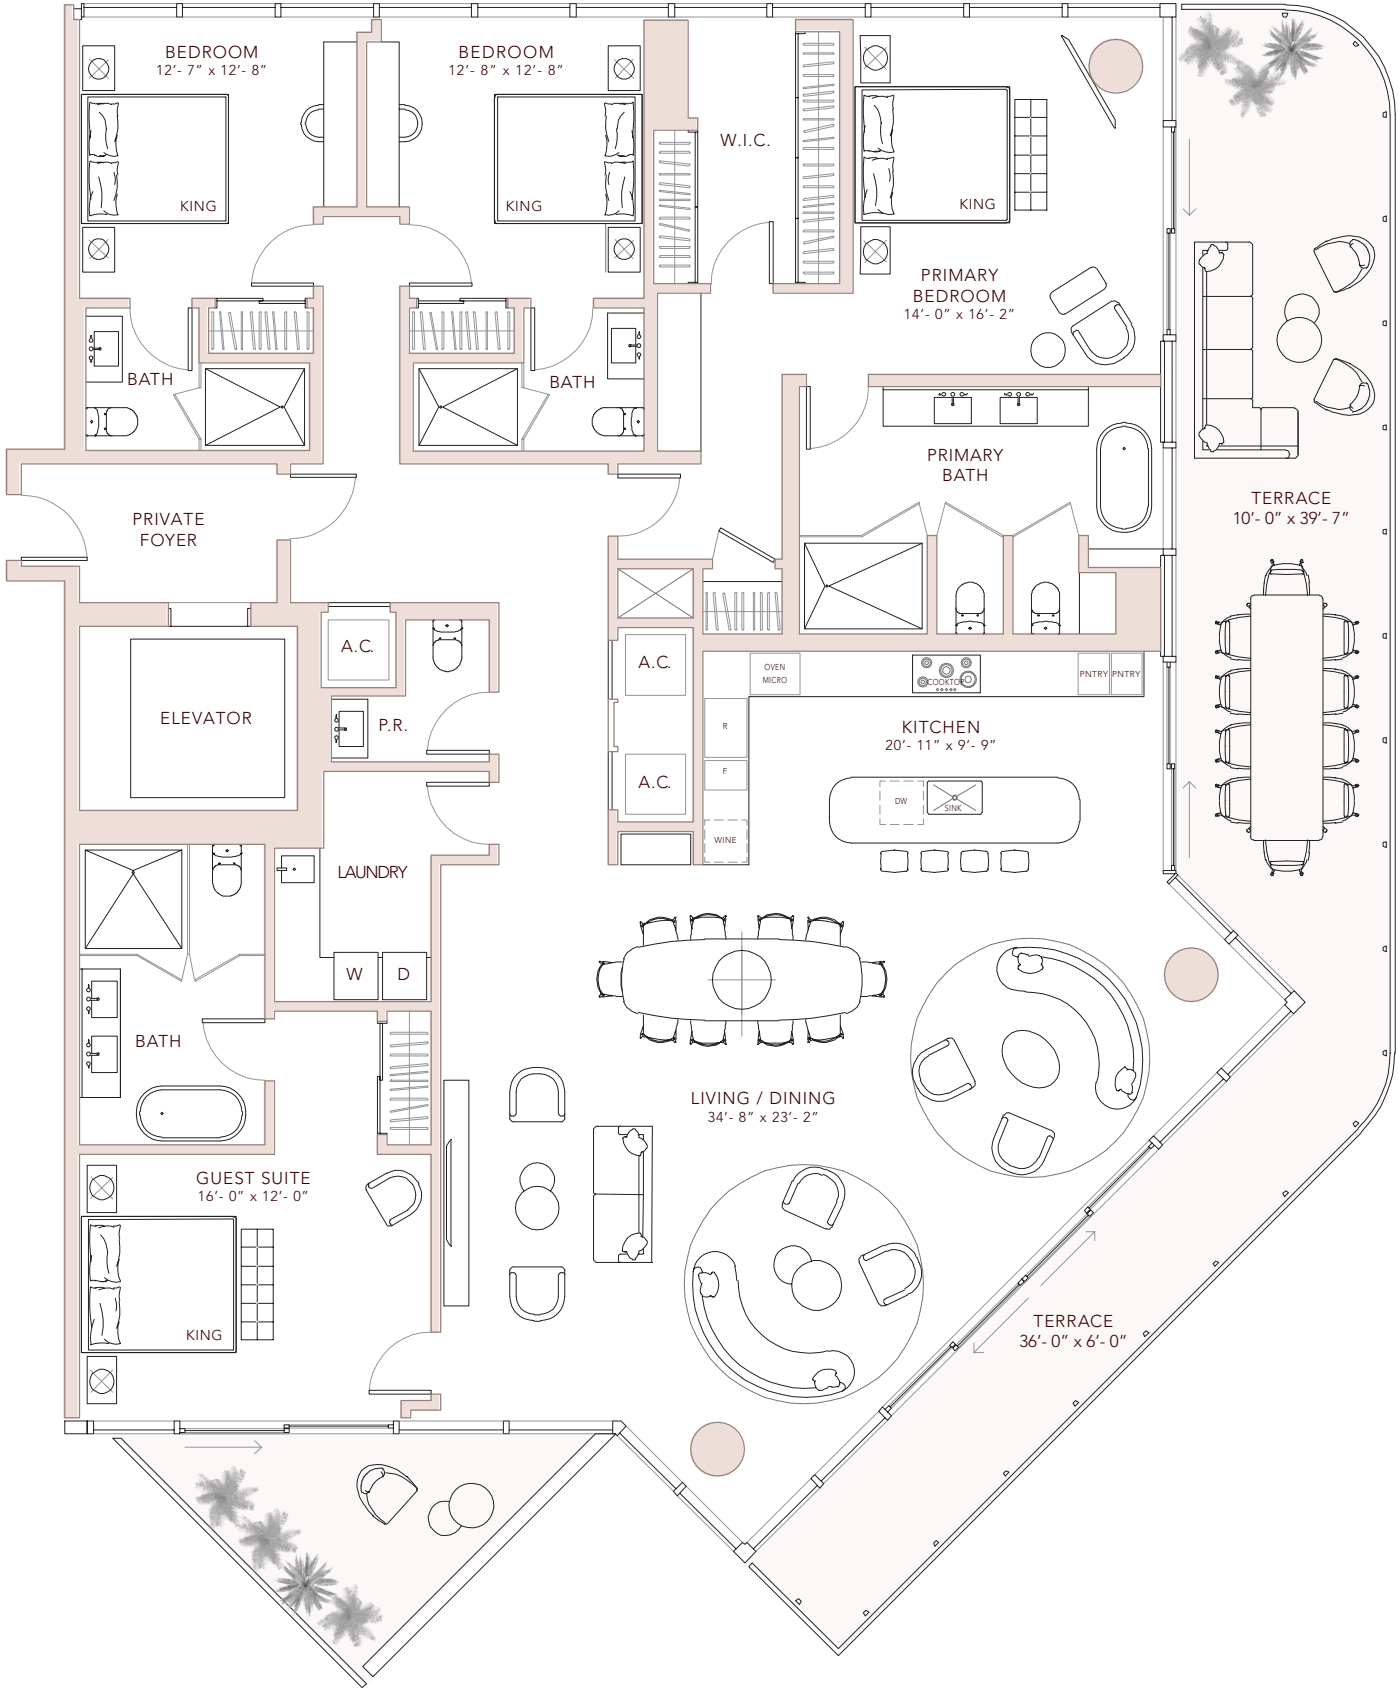 BEDROOM
12'- 7" x 12'- 8"
BEDROOM
12'- 8" x 12'- 8"
W.I.C.
KING
KING
KING
PRIMARY
BEDROOM
14'- 0" x 16'- 2"
BATH
BATH
PRIMARY
BATH
TERRACE
10'- 0" x 39'- 7"
PRIVATE
FOYER
A.C.
A.C.
OVEN
MICRO
COOKTOP
PNTRY
PNTRY
ELEVATOR
P.R.
R
KITCHEN
20'- 11" x 9'- 9"
F
A.C.
DW
SINK
WINE
LAUNDRY
W
D
BATH
LIVING / DINING
34'- 8" x 23'- 2"
GUEST SUITE
16'- 0" x 12'- 0"
KING
TERRACE
36'- 0" x 6'- 0"